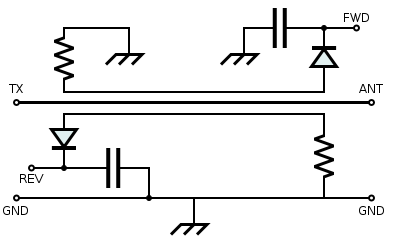 FWD
TX
ANT
REV
GND
GND